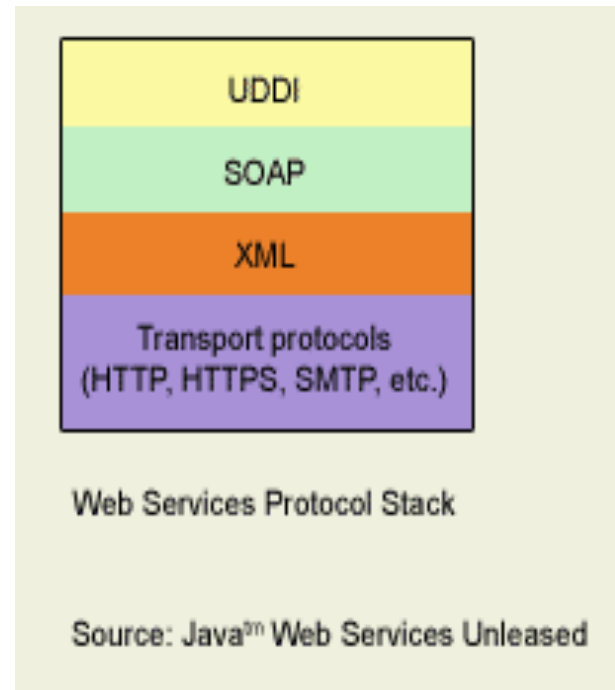 UDDI
SOAP
XML
Transport protocols
(HTTP, HTTPS, SMTP, etc.)
Web Services Protocol Stack
Source: Java™ Web Services Unleased